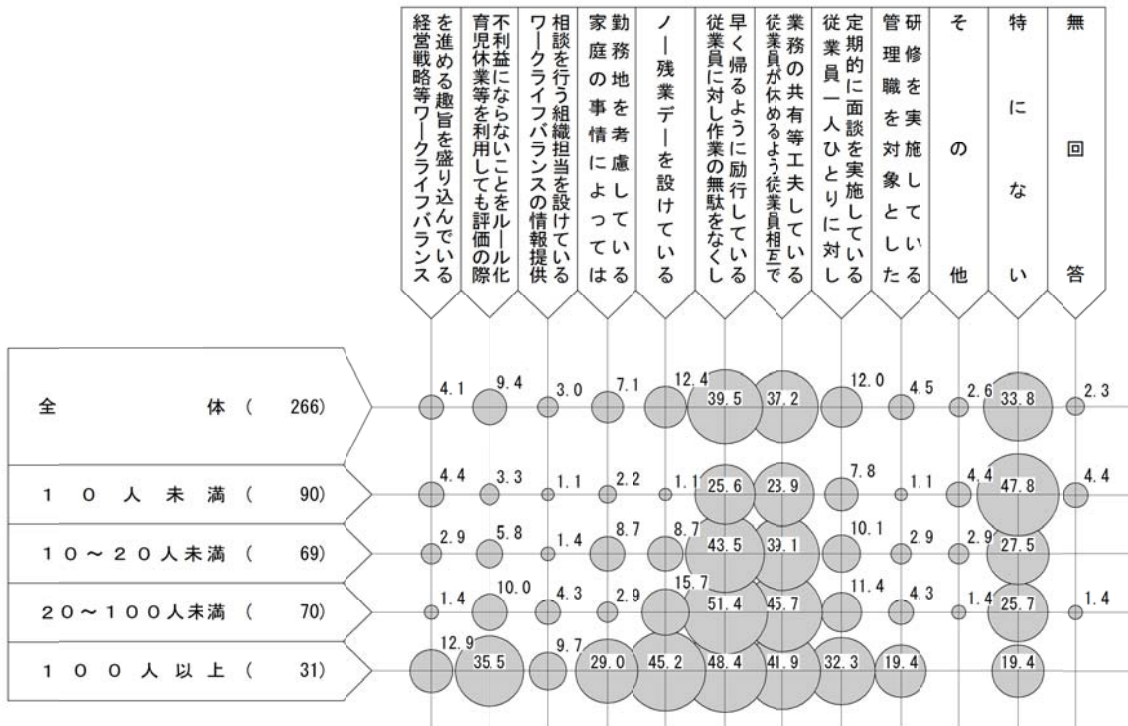 経営戦略等ワークライフバランス
を進める趣旨を盛り込んでいる
育児休業等を利用しても評価の際
不利益にならないことをルール化
ワークライフバランスの情報提供
相談を行う組織担当を設けている
家庭の事情によっては
勤務地を考慮している
ノー残業デーを設けている
従業員に対し作業の無駄をなくし
早く帰るように励行している
従業員が休めるよう従業員相互で
業務の共有等工夫している
従業員一人ひとりに対し
定期的に面談を実施している
管理職を対象とした
研修を実施している
その他
特にない
無回答
全体 ( 266) 4.1 9.4 3.0 7.1 12.4 39.5 37.2 12.0 4.5 2.6 33.8 2.3
10人未満 ( 90) 4.4 3.3 1.1 2.2 1.1 25.6 23.9 7.8 1.1 4.4 47.8 4.4
10～20人未満 ( 69) 2.9 5.8 1.4 8.7 8.7 43.5 39.1 10.1 2.9 2.9 27.5
20～100人未満 ( 70) 1.4 10.0 4.3 2.9 15.7 51.4 45.7 11.4 4.3 1.4 25.7 1.4
100人以上 ( 31) 12.9 35.5 9.7 29.0 45.2 48.4 41.9 32.3 19.4 19.4